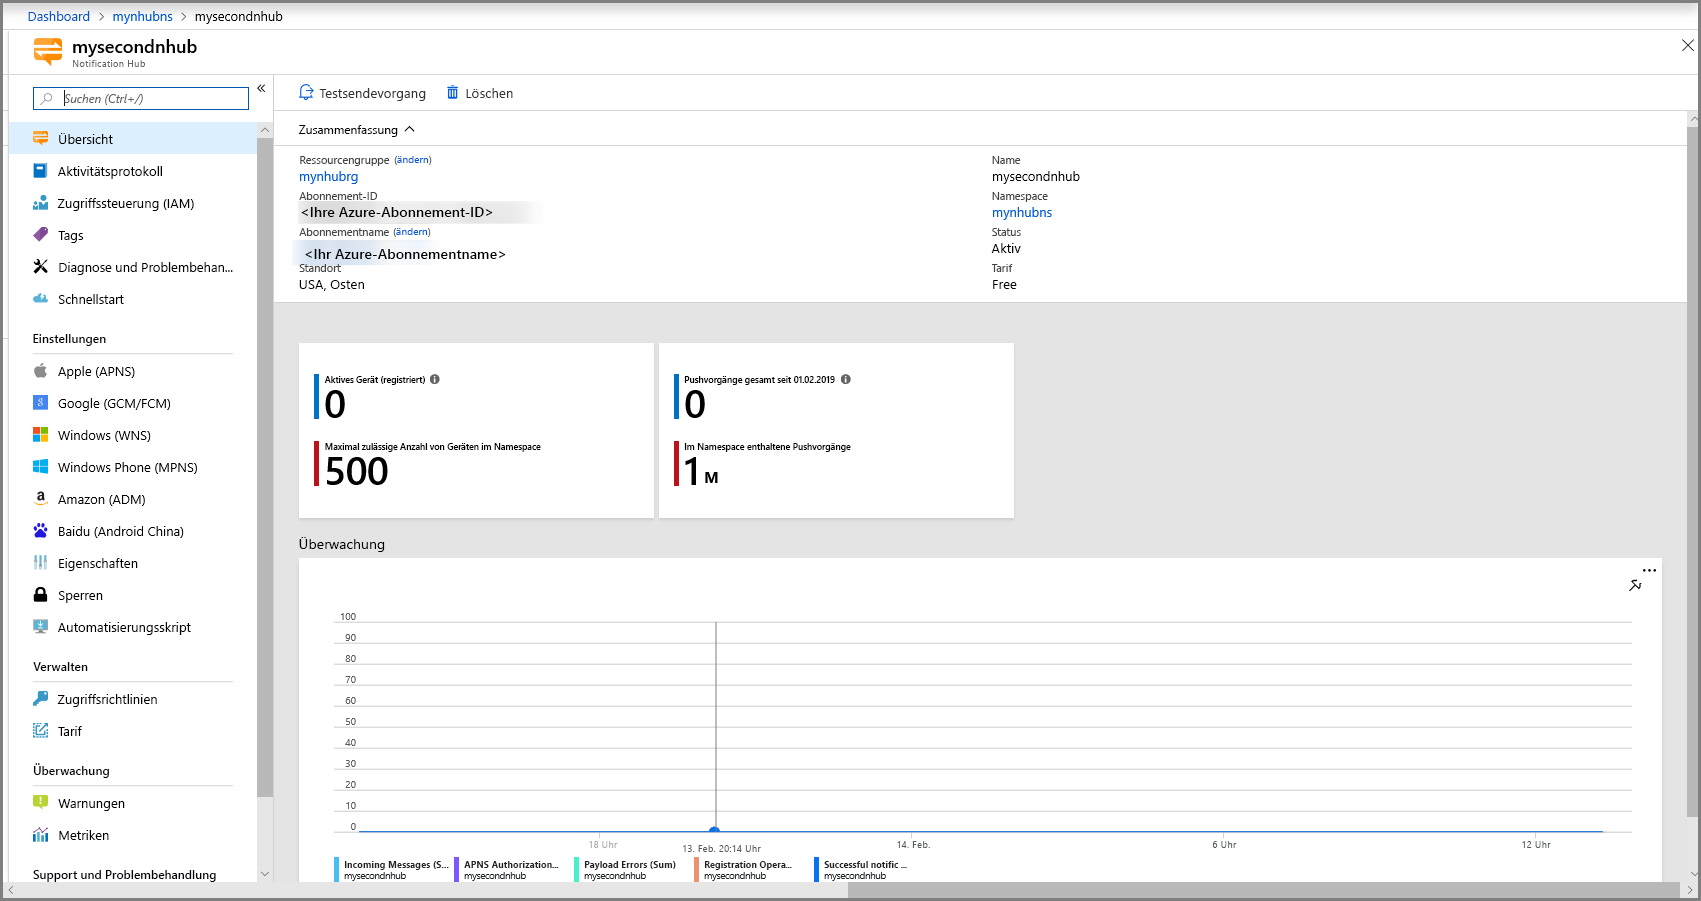 Dashboard > mynhubns > mysecondnhub
mysecondnhub
Notification Hub
Suchen (Ctrl+/)
«
Übersicht
Aktivitätsprotokoll
Zugriffssteuerung (IAM)
Tags
Diagnose und Problembehan...
Schnellstart
Einstellungen
Apple (APNS)
Google (GCM/FCM)
Windows (WNS)
Windows Phone (MPNS)
Amazon (ADM)
Baidu (Android China)
Eigenschaften
Sperren
Automatisierungsskript
Verwalten
Zugriffsrichtlinien
Tarif
Überwachung
Warnungen
Metriken
Support und Problembehandlung
Testsendevorgang
Löschen
Zusammenfassung
Ressourcengruppe (ändern)
mynhubrg
Abonnement-ID
<Ihre Azure-Abonnement-ID>
Abonnementname (ändern)
<Ihr Azure-Abonnementname>
Standort
USA, Osten
Name
mysecondnhub
Namespace
mynhubns
Status
Aktiv
Tarif
Free
Aktives Gerät (registriert)
0
Maximal zulässige Anzahl von Geräten im Namespace
500
Pushvorgänge gesamt seit 01.02.2019
0
Im Namespace enthaltene Pushvorgänge
1 M
Überwachung
100
90
80
70
60
50
40
30
20
10
0
18 Uhr
13. Feb. 20:14 Uhr
14. Feb.
6 Uhr
12 Uhr
Incoming Messages (S...
mysecondnhub
APNS Authorization...
mysecondnhub
Payload Errors (Sum)
mysecondnhub
Registration Opera...
mysecondnhub
Successful notific ...
mysecondnhub